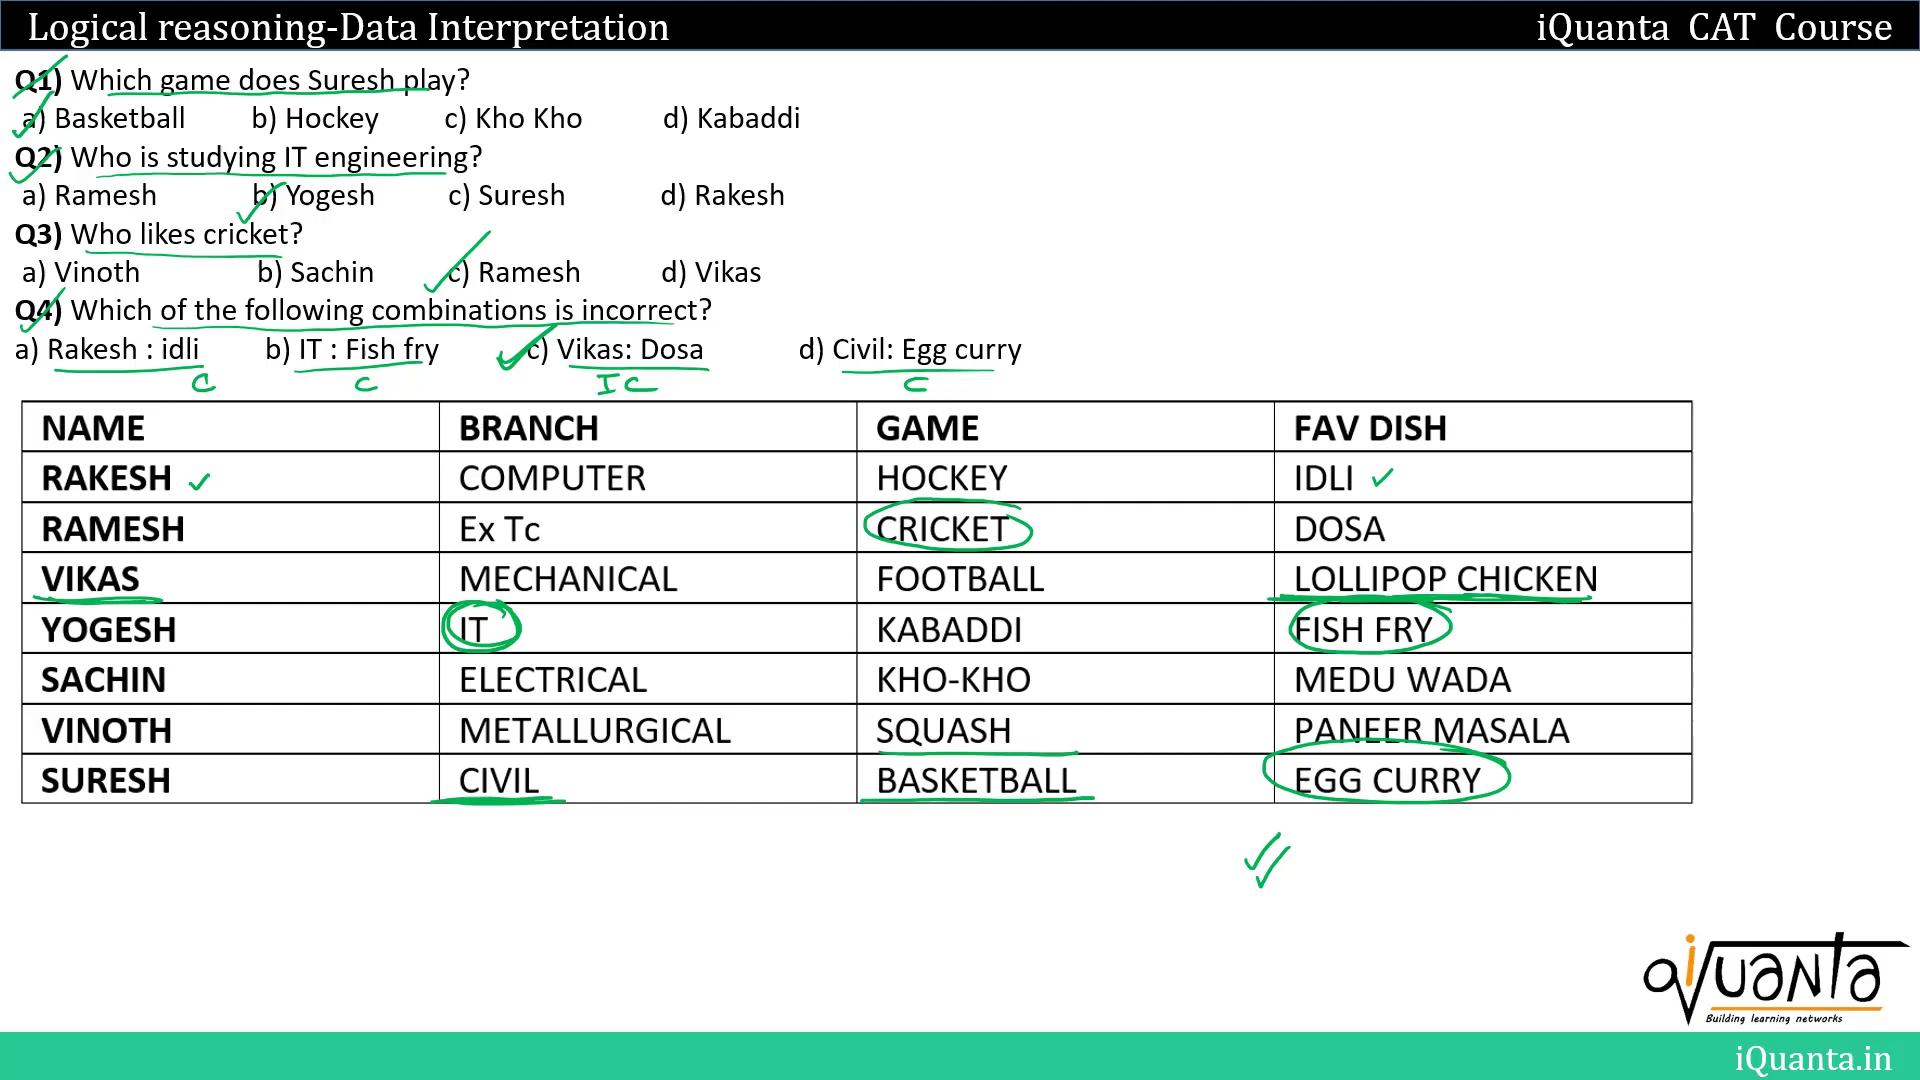 Logical reasoning-Data Interpretation iQuanta CAT Course
Q1) Which game does Suresh play?
a) Basketball b) Hockey c) Kho Kho d) Kabaddi
Q2) Who is studying IT engineering?
a) Ramesh b) Yogesh c) Suresh d) Rakesh
Q3) Who likes cricket?
a) Vinoth b) Sachin c) Ramesh d) Vikas
Q4) Which of the following combinations is incorrect?
a) Rakesh : idli b) IT : Fish fry c) Vikas: Dosa d) Civil: Egg curry
C C IC C
NAME BRANCH GAME FAV DISH
RAKESH COMPUTER HOCKEY IDLI
RAMESH Ex Tc CRICKET DOSA
VIKAS MECHANICAL FOOTBALL LOLLIPOP CHICKEN
YOGESH IT KABADDI FISH FRY
SACHIN ELECTRICAL KHO-KHO MEDU WADA
VINOTH METALLURGICAL SQUASH PANEER MASALA
SURESH CIVIL BASKETBALL EGG CURRY
iQuanta
Building learning networks
iQuanta.in